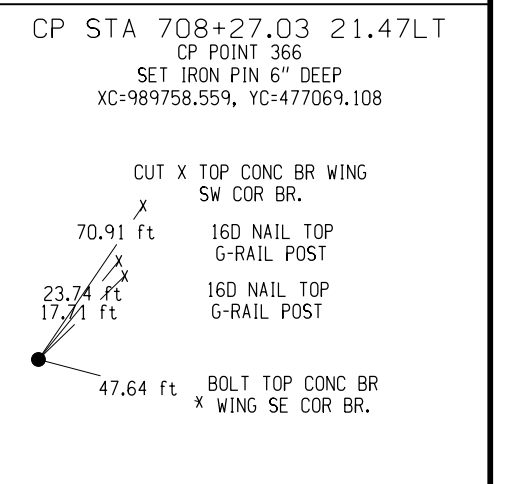 CP STA 708+27.03 21.47LT
CP POINT 366
SET IRON PIN 6" DEEP
XC=989758.559, YC=477069.108
CUT X TOP CONC BR WING
SW COR BR.
X
70.91 ft
16D NAIL TOP
G-RAIL POST
X
X
23.74 ft
16D NAIL TOP
17.71 ft
G-RAIL POST
47.64 ft
BOLT TOP CONC BR
X WING SE COR BR.